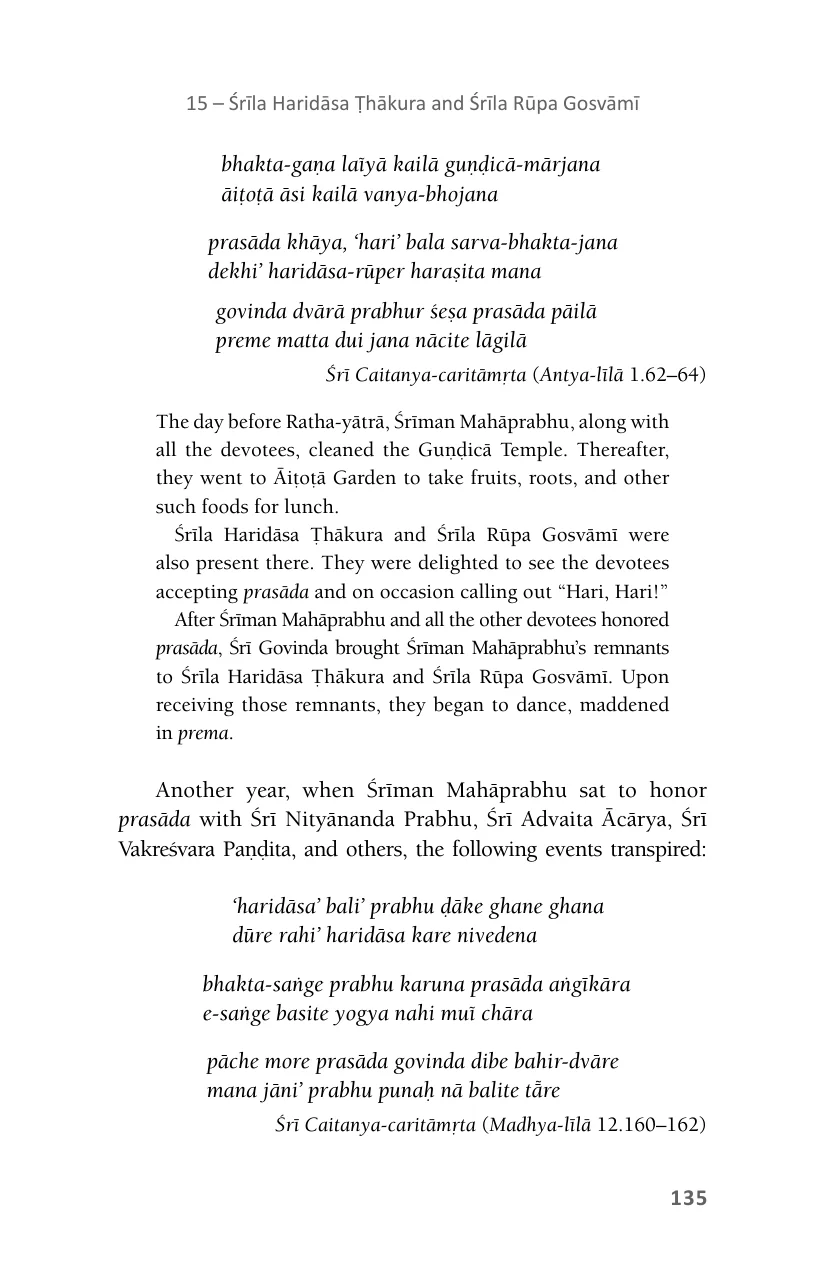 15 – Śrīla Haridāsa Ṭhākura and Śrīla Rūpa Gosvāmī
bhakta-gaṇa laĩyā kailā guṇḍicā-mārjana
āiṭoṭā āsi kailā vanya-bhojana
prasāda khāya, ‘hari’ bala sarva-bhakta-jana
dekhi’ haridāsa-rūper haraṣita mana
govinda dvārā prabhur śeṣa prasāda pāilā
preme matta dui jana nācite lāgilā
Śrī Caitanya-caritāmṛta (Antya-līlā 1.62–64)
The day before Ratha-yātrā, Śrīman Mahāprabhu, along with
all the devotees, cleaned the Guṇḍicā Temple. Thereafter,
they went to Āiṭoṭā Garden to take fruits, roots, and other
such foods for lunch.
Śrīla Haridāsa Ṭhākura and Śrīla Rūpa Gosvāmī were
also present there. They were delighted to see the devotees
accepting prasāda and on occasion calling out “Hari, Hari!”
After Śrīman Mahāprabhu and all the other devotees honored
prasāda, Śrī Govinda brought Śrīman Mahāprabhu’s remnants
to Śrīla Haridāsa Ṭhākura and Śrīla Rūpa Gosvāmī. Upon
receiving those remnants, they began to dance, maddened
in prema.
Another year, when Śrīman Mahāprabhu sat to honor
prasāda with Śrī Nityānanda Prabhu, Śrī Advaita Ācārya, Śrī
Vakreśvara Paṇḍita, and others, the following events transpired:
‘haridāsa’ bali’ prabhu ḍāke ghane ghana
dūre rahi’ haridāsa kare nivedena
bhakta-saṅge prabhu karuna prasāda aṅgīkāra
e-saṅge basite yogya nahi muĩ chāra
pāche more prasāda govinda dibe bahir-dvāre
mana jāni’ prabhu punaḥ nā balite tā̃re
Śrī Caitanya-caritāmṛta (Madhya-līlā 12.160–162)
135